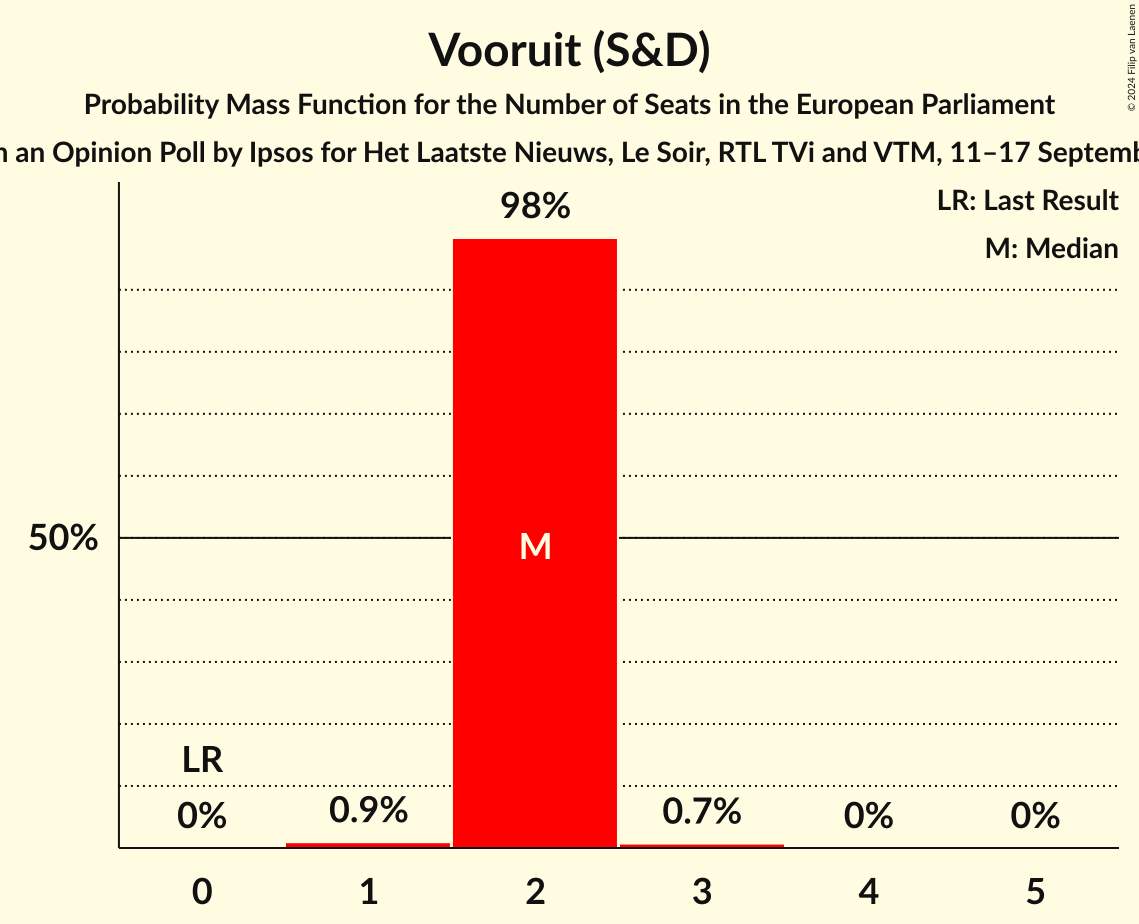 Vooruit (S&D)
Probability Mass Function for the Number of Seats in the European Parliament
an Opinion Poll by Ipsos for Het Laatste Nieuws, Le Soir, RTL TVi and VTM, 11–17
© 2024 Filip van Laenen
LR: Last Result
M: Median
98%
50%
M
LR
0%
0.9%
0.7%
0%
0%
0 1 2 3 4 5